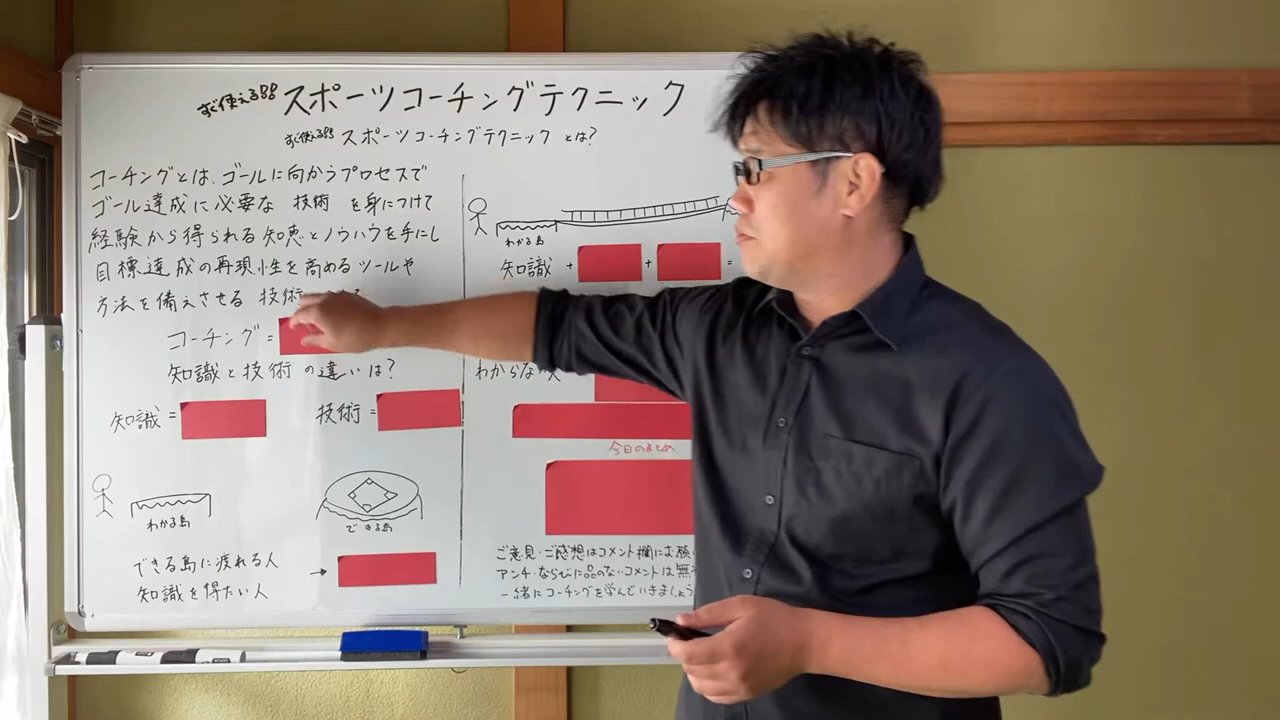 すぐ使える!! スポーツコーチングテクニック
すぐ使える!! スポーツコーチングテクニック とは?
コーチングとは、ゴールに向かうプロセスで
ゴール達成に必要な 技術 を身につけて
経験から得られる知恵とノウハウを手にし
目標達成の再現性を高めるツールや
方法を備えさせる 技術
コーチング=
知識と技術 の違いは?
知識=
技術=
わかる島
できる島
できる島に疲れる人
知識を得たい人
→
わかる島
知識 + + =
わからない人
今日のまとめ
ご意見・ご感想はコメント欄にお願い
アンチ・ならびに品のないコメントは無
一緒にコーチングを学んでいきましょう